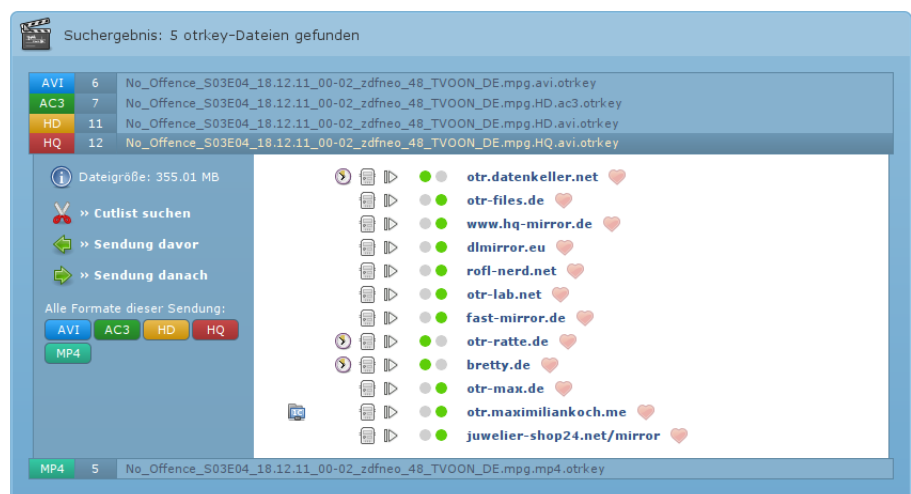 Suchergebnis: 5 otrkey-Dateien gefunden
AVI 6 No_Offence_S03E04_18.12.11_00-02_zdfneo_48_TVOON_DE.mpg.avi.otrkey
AC3 7 No_Offence_S03E04_18.12.11_00-02_zdfneo_48_TVOON_DE.mpg.HD.ac3.otrkey
HD 11 No_Offence_S03E04_18.12.11_00-02_zdfneo_48_TVOON_DE.mpg.HD.avi.otrkey
HQ 12 No_Offence_S03E04_18.12.11_00-02_zdfneo_48_TVOON_DE.mpg.HQ.avi.otrkey
Dateigröße: 355.01 MB
» Cutlist suchen
» Sendung davor
» Sendung danach
Alle Formate dieser Sendung:
AVI AC3 HD HQ
MP4
otr.datenkeller.net
otr-files.de
www.hq-mirror.de
dlmirror.eu
rofl-nerd.net
otr-lab.net
fast-mirror.de
otr-ratte.de
bretty.de
otr-max.de
otr.maximiliankoch.me
juwelier-shop24.net/mirror
MP4 5 No_Offence_S03E04_18.12.11_00-02_zdfneo_48_TVOON_DE.mpg.mp4.otrkey